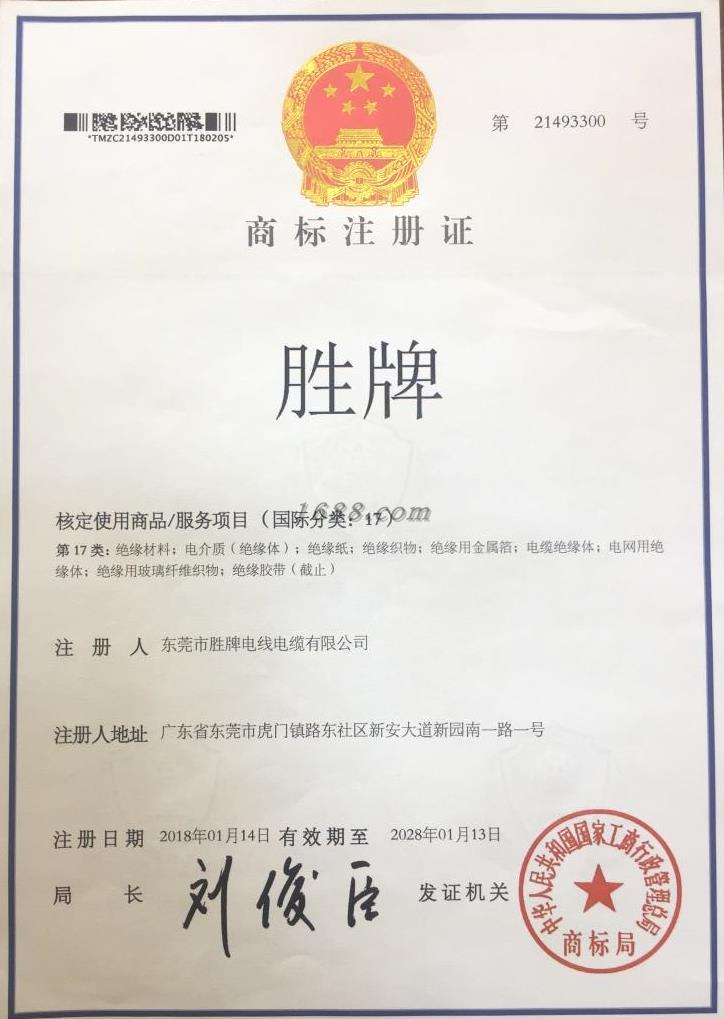 *TMZC21493300D01T180205*
第 21493300 号
商标注册证
胜牌
核定使用商品/服务项目（国际分类：17）
1688.com
第17类：绝缘材料；电介质（绝缘体）；绝缘纸；绝缘织物；绝缘用金属箔；电缆绝缘体；电网用绝
缘体；绝缘用玻璃纤维织物；绝缘胶带（截止）
注册人 东莞市胜牌电线电缆有限公司
注册人地址 广东省东莞市虎门镇路东社区新安大道新园南一路一号
注册日期 2018年01月14日 有效期至 2028年01月13日
局长 刘俊臣 发证机关
中华人民共和国国家工商行政管理总局
商标局